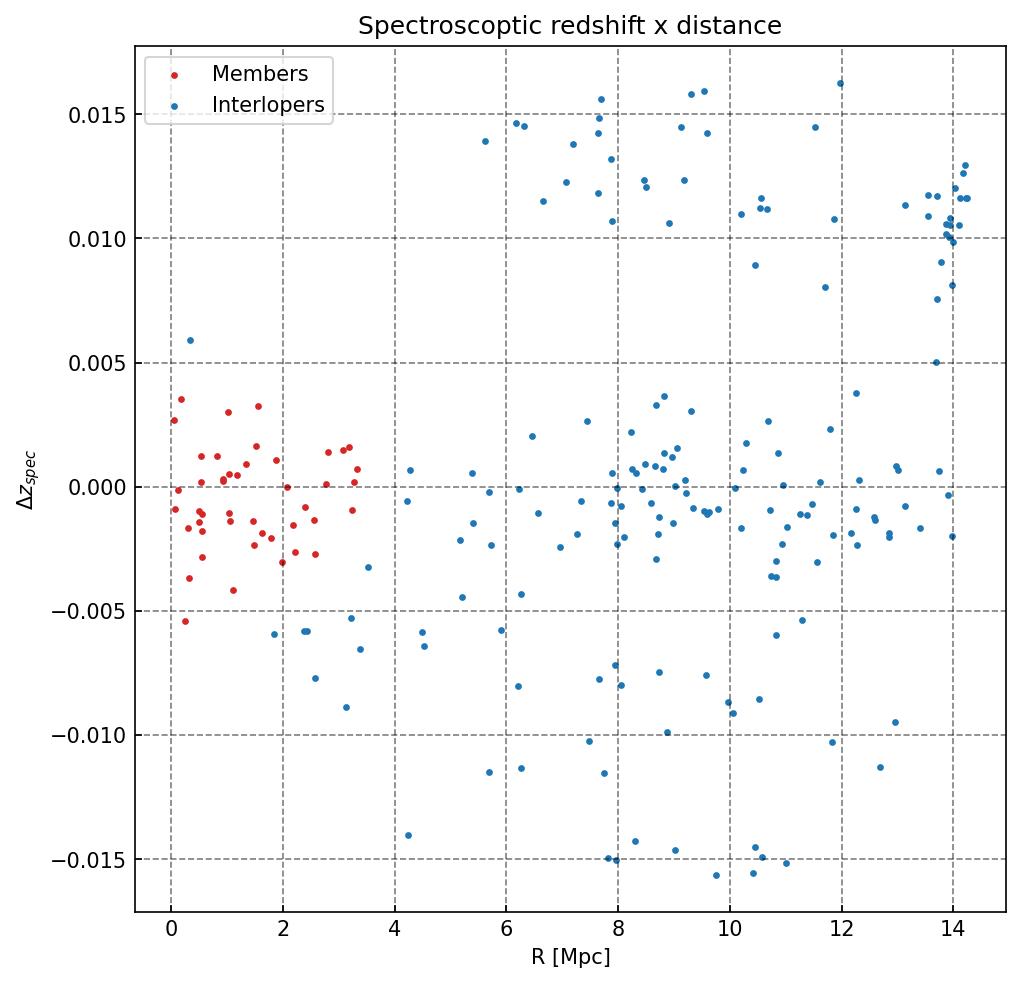 Spectroscoptic redshift x distance
Members
Interlopers
0.015
0.010
0.005
0.000
−0.005
−0.010
−0.015
Δz_spec
0 2 4 6 8 10 12 14
R [Mpc]